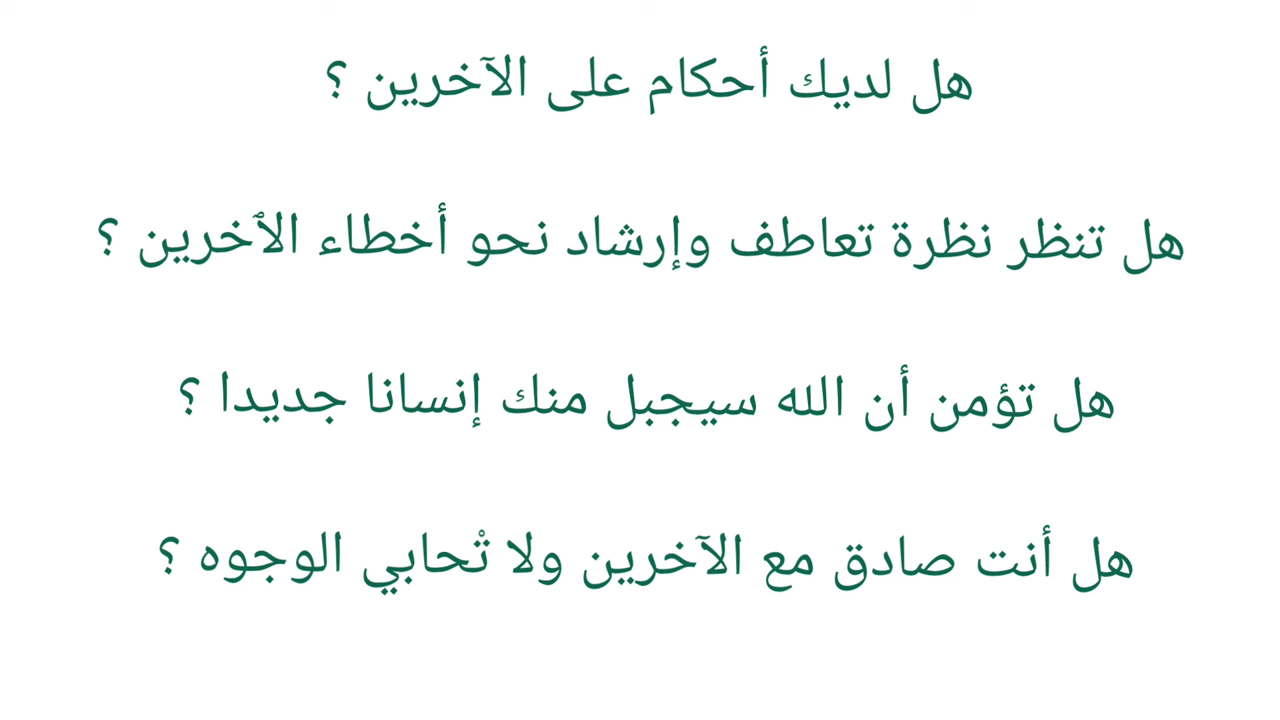 هل لديك أحكام على الآخرين ؟
هل تنظر نظرة تعاطف وإرشاد نحو أخطاء الآخرين ؟
هل تؤمن أن الله سيجبل منك إنسانا جديدا ؟
هل أنت صادق مع الآخرين ولا تْحابي الوجوه ؟